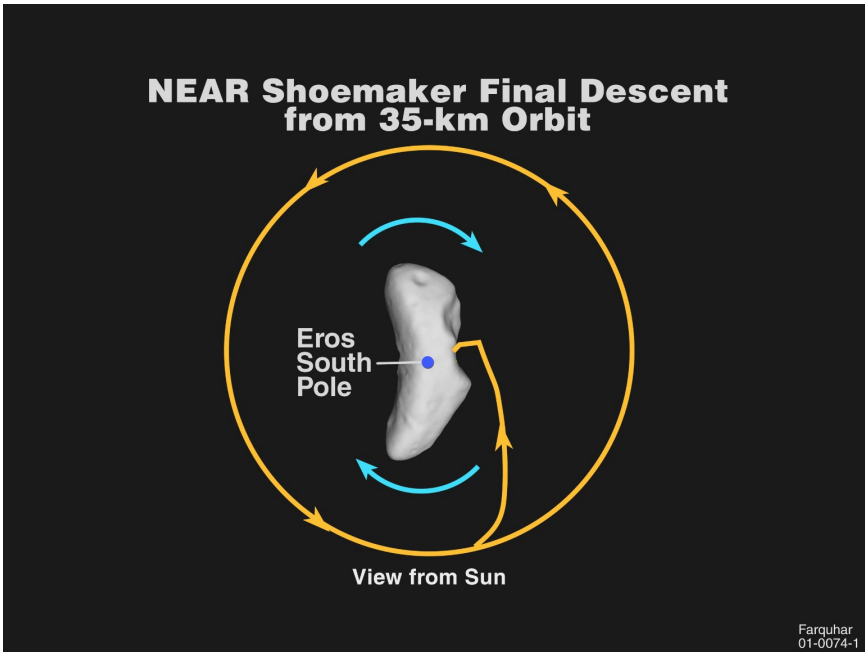 NEAR Shoemaker Final Descent
from 35-km Orbit
Eros
South
Pole
View from Sun
Farquhar
01-0074-1